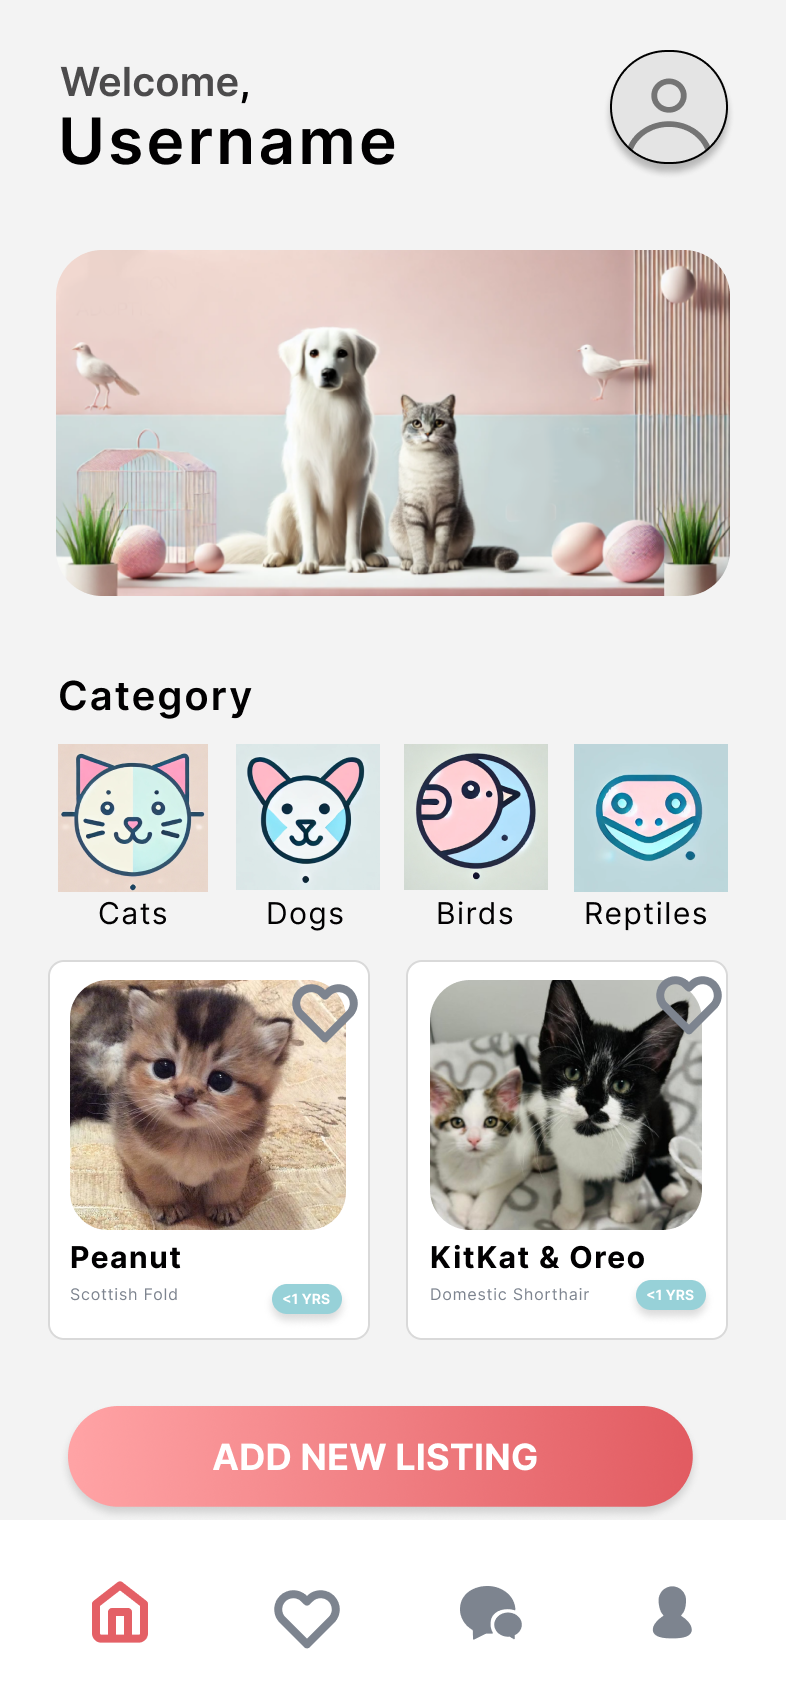 Welcome,
Username
Category
Cats
Dogs
Birds
Reptiles
Peanut
Scottish Fold
<1 YRS
KitKat & Oreo
Domestic Shorthair
<1 YRS
ADD NEW LISTING